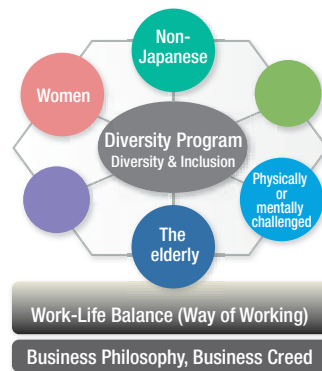 Non-
Japanese
Women
Diversity Program
Diversity & Inclusion
Physically
or
mentally
challenged
The
elderly
Work-Life Balance (Way of Working)
Business Philosophy, Business Creed